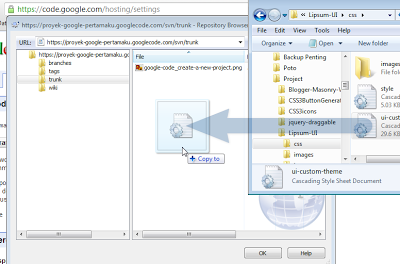 https://code.google.com/hosting/settings
https://proyek-google-pertamaku.googlecode.com/svn/trunk - Repository Browser
URL: https://proyek-google-pertamaku.googlecode.com/svn/trunk
https://proyek-google-pertamaku
branches
tags
trunk
wiki
File
google-code_create-a-new-project.png
Copy to
OK
Help
Lipsum-UI
css
File Edit View Tools Help
Organize
Open
New folder
Backup Penting
Poto
Project
Blogger-Masonry-
CSS3ButtonGenera
CSS3icons
jquery-draggable
Lipsum-UI
css
images
images
File folder
style
Cascading
5.03 KB
ui-custom
Cascading
29.6 KB
ui-custom-theme
Cascading Style Sheet Document